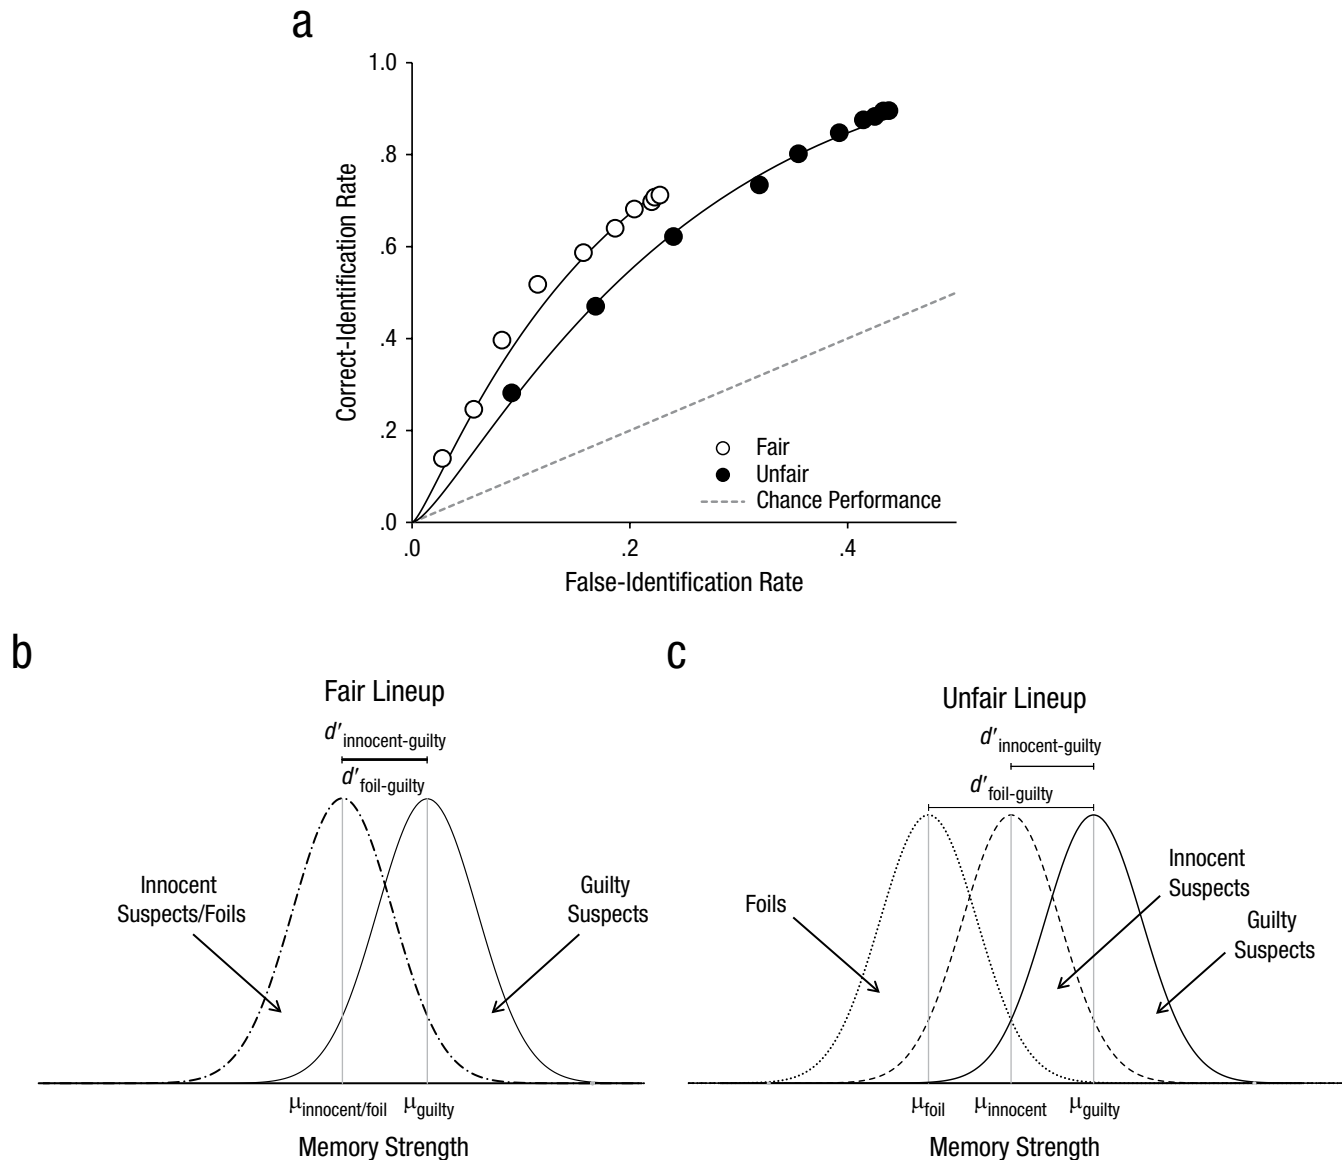 a
1.0
.8
.6
.4
.2
.0
Correct-Identification Rate
Fair
Unfair
Chance Performance
.0
.2
.4
False-Identification Rate
b
Fair Lineup
d′innocent-guilty
d′foil-guilty
Innocent
Suspects/Foils
Guilty
Suspects
μinnocent/foil
μguilty
Memory Strength
c
Unfair Lineup
d′innocent-guilty
d′foil-guilty
Foils
Innocent
Suspects
Guilty
Suspects
μfoil
μinnocent
μguilty
Memory Strength